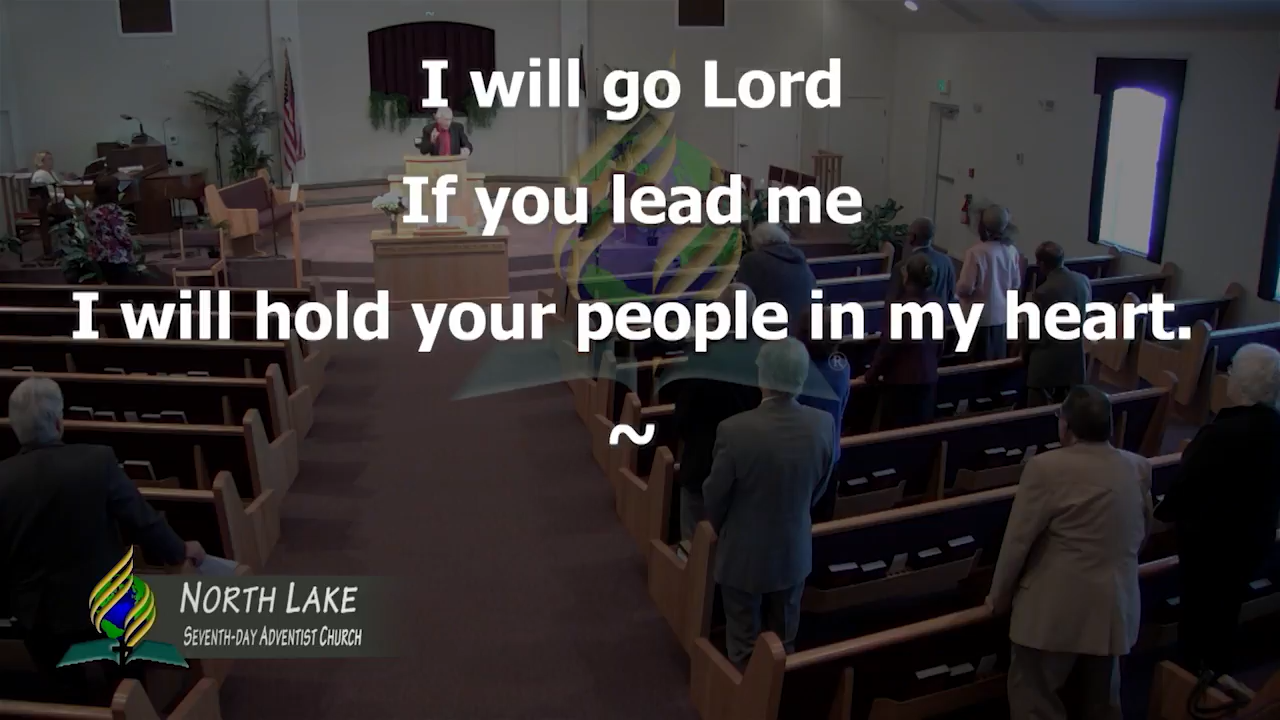 I will go Lord
If you lead me
I will hold your people in my heart.
~
®
NORTH LAKE
SEVENTH-DAY ADVENTIST CHURCH